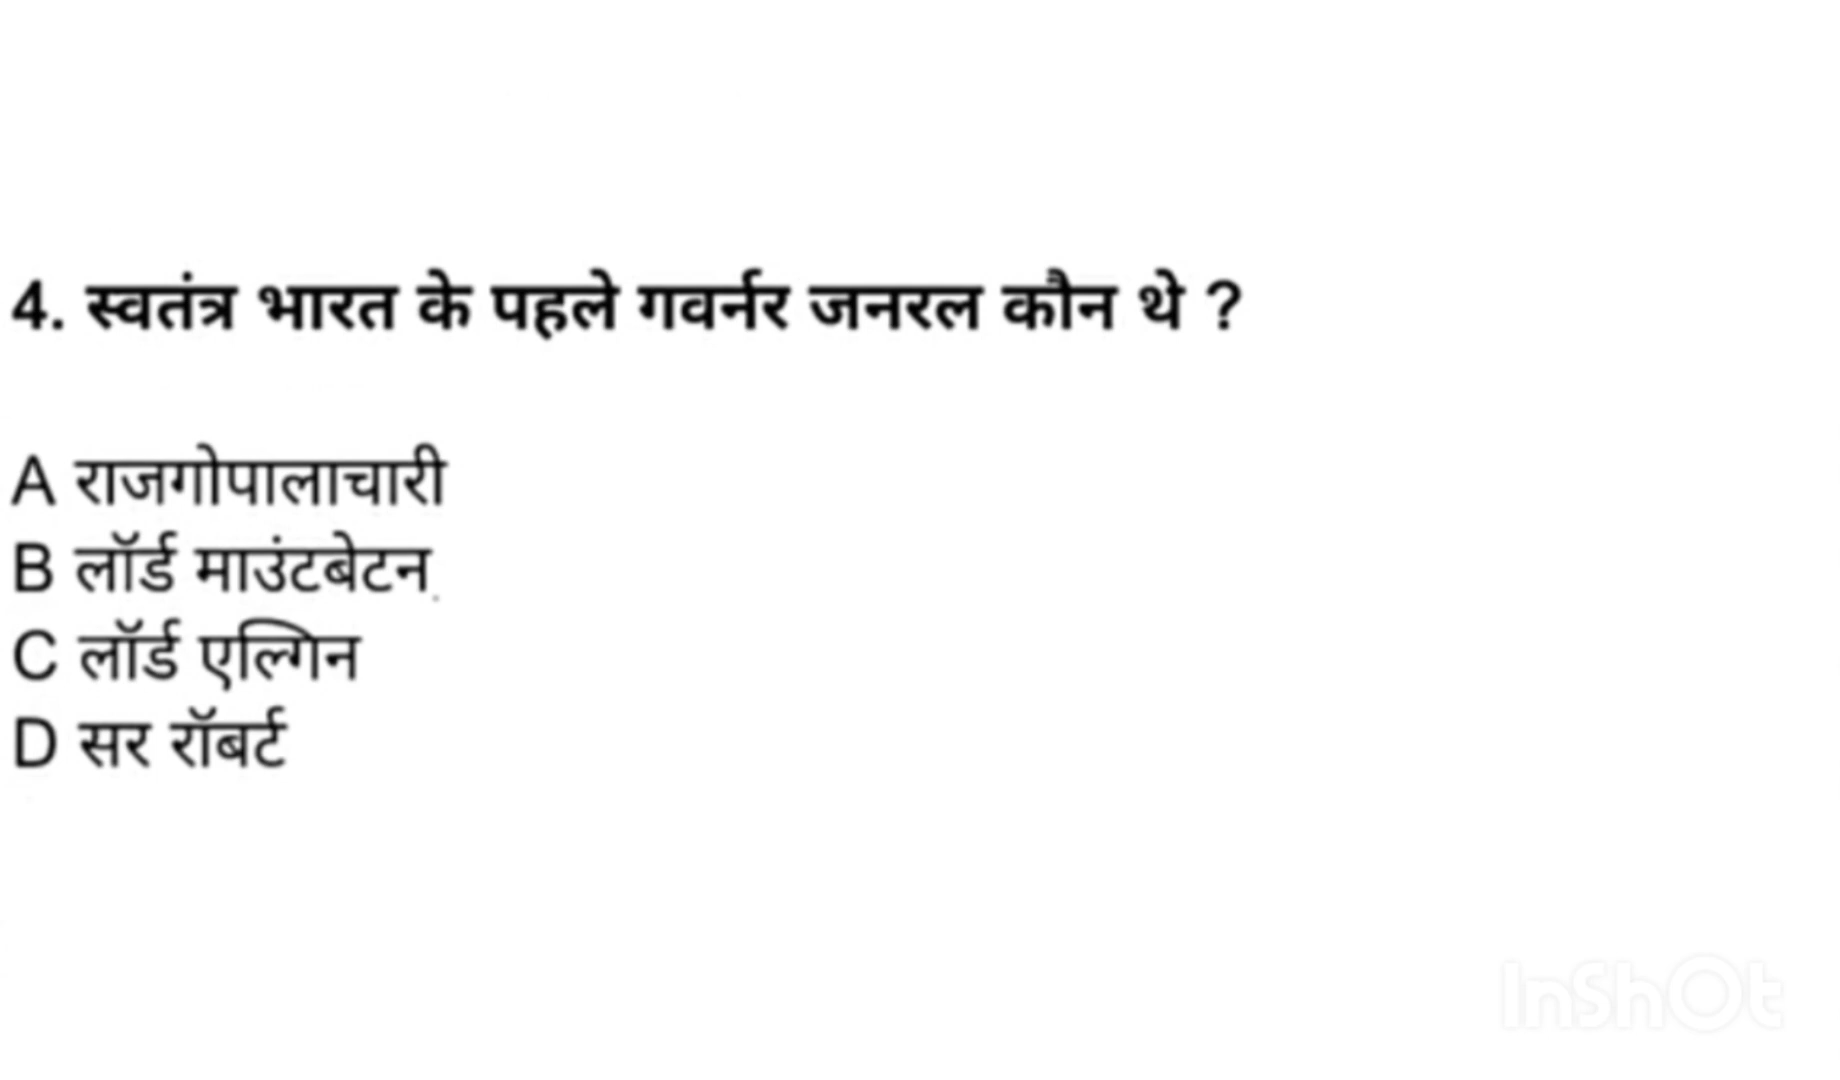 4. स्वतंत्र भारत के पहले गवर्नर जनरल कौन थे ?
A राजगोपालाचारी
B लॉर्ड माउंटबेटन
C लॉर्ड एल्गिन
D सर रॉबर्ट
InShOt